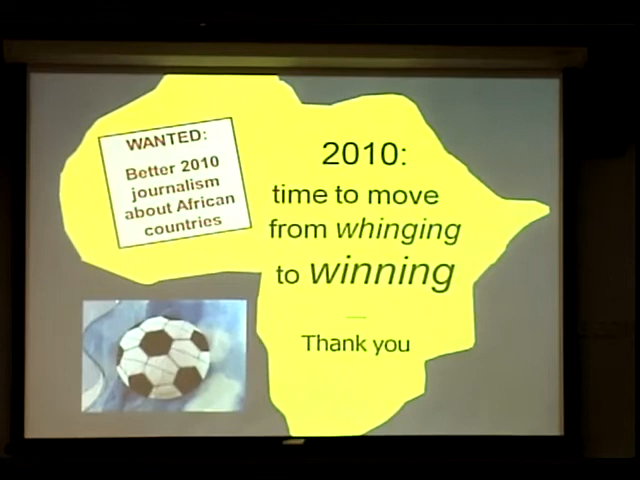 WANTED:
Better 2010
journalism
about African
countries
2010:
time to move
from whinging
to winning
Thank you